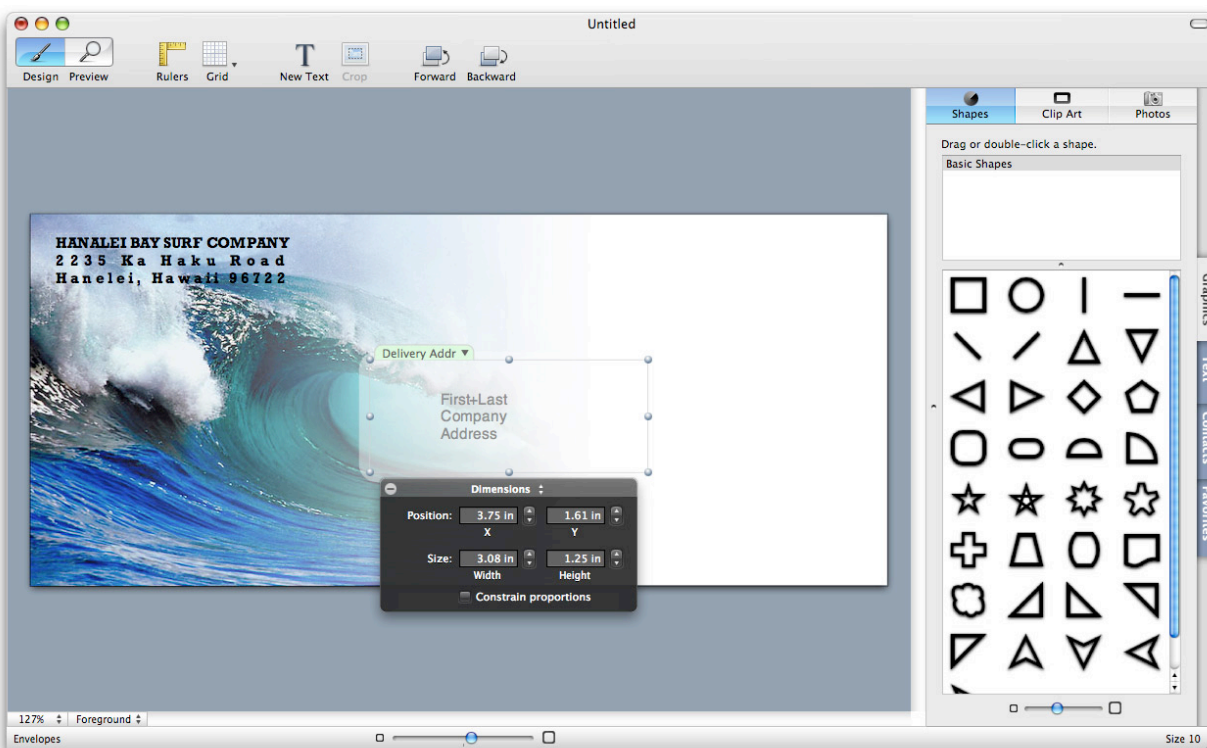 Untitled
Design Preview Rulers Grid New Text Crop Forward Backward
Shapes Clip Art Photos
Drag or double-click a shape.
Basic Shapes
HANALEI BAY SURF COMPANY
2235 Ka Haku Road
Hanelei, Hawaii 96722
Delivery Addr
First+Last
Company
Address
Dimensions
Position: 3.75 in 1.61 in
X Y
Size: 3.08 in 1.25 in
Width Height
Constrain proportions
Graphics
Text
Contacts
Favorites
127% Foreground
Envelopes Size 10